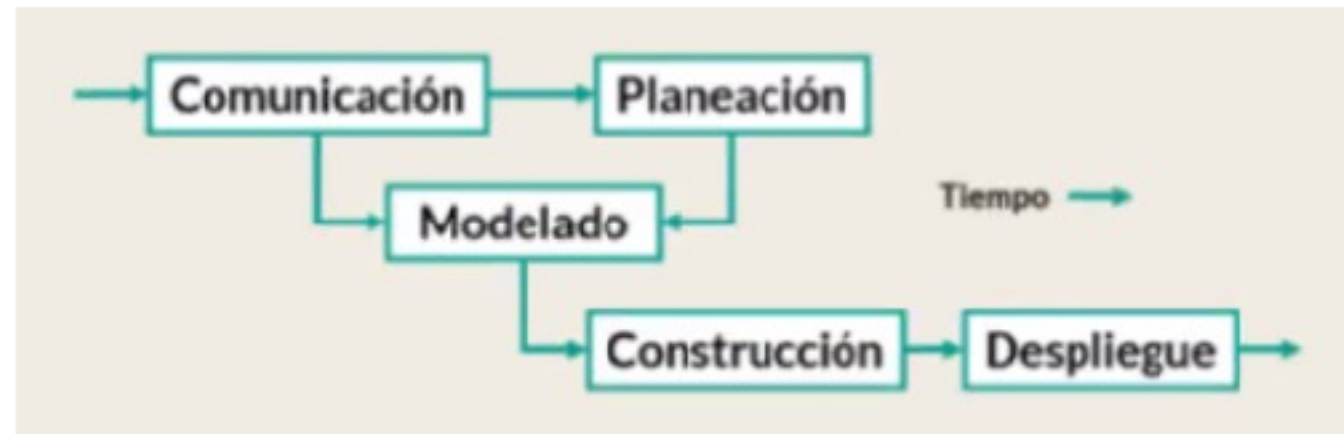 Comunicación
Planeación
Modelado
Tiempo
Construcción
Despliegue